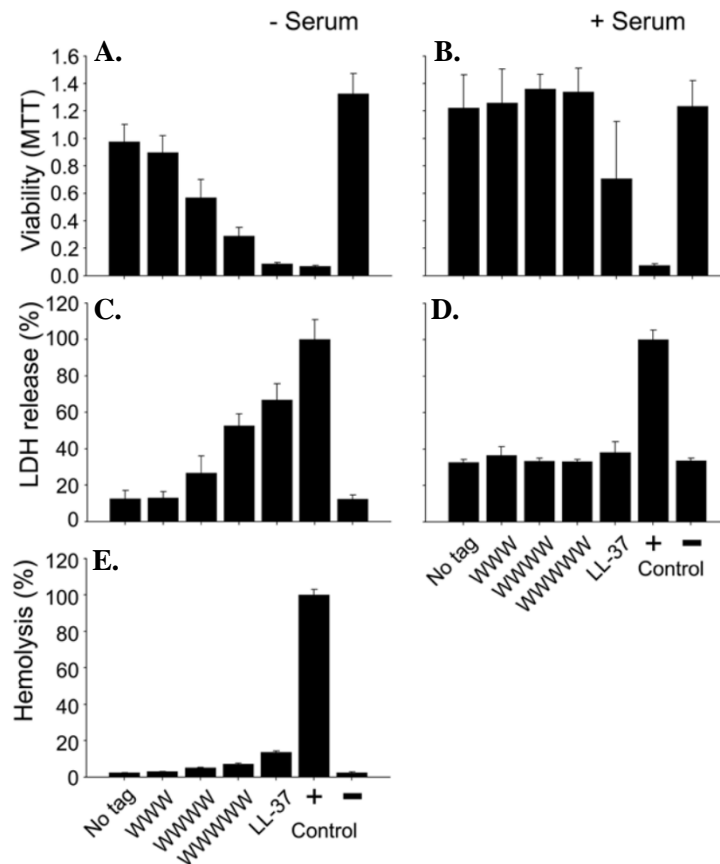 - Serum
+ Serum
A.
B.
Viability (MTT)
1.6
1.4
1.2
1.0
0.8
0.6
0.4
0.2
0.0
C.
D.
LDH release (%)
120
100
80
60
40
20
0
No tag
WWW
WWWW
WWWWW
LL-37
+
-
Control
E.
Hemolysis (%)
120
100
80
60
40
20
0
No tag
WWW
WWWW
WWWWW
LL-37
+
-
Control